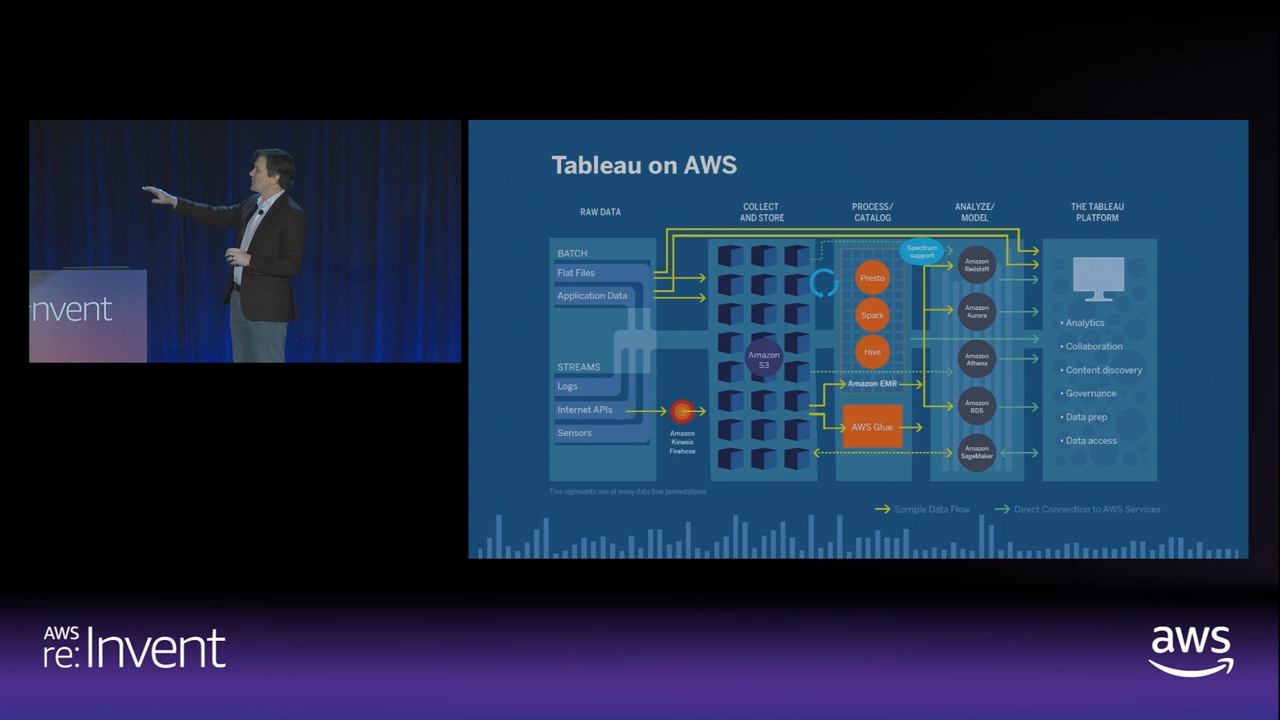 nvent
Tableau on AWS
RAW DATA
COLLECT
AND STORE
PROCESS/
CATALOG
ANALYZE/
MODEL
THE TABLEAU
PLATFORM
BATCH
Flat Files
Application Data
STREAMS
Logs
Internet APIs
Sensors
Amazon
Kinesis
Firehose
Amazon
S3
Presto
Spark
Hive
Amazon EMR
AWS Glue
Spectrum
support
Amazon
Redshift
Amazon
Aurora
Amazon
Athena
Amazon
RDS
Amazon
SageMaker
• Analytics
• Collaboration
• Content discovery
• Governance
• Data prep
• Data access
This represents one of many data flow permutations
Sample Data Flow
Direct Connection to AWS Services
AWS
re:Invent
aws